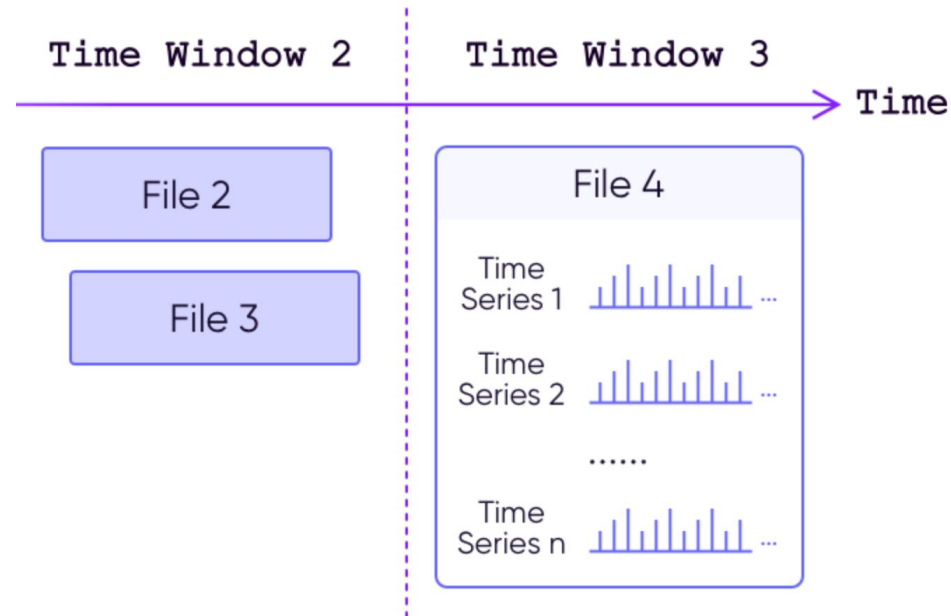 Time Window 2
Time Window 3
Time
File 2
File 3
File 4
Time
Series 1
...
Time
Series 2
...
......
Time
Series n
...